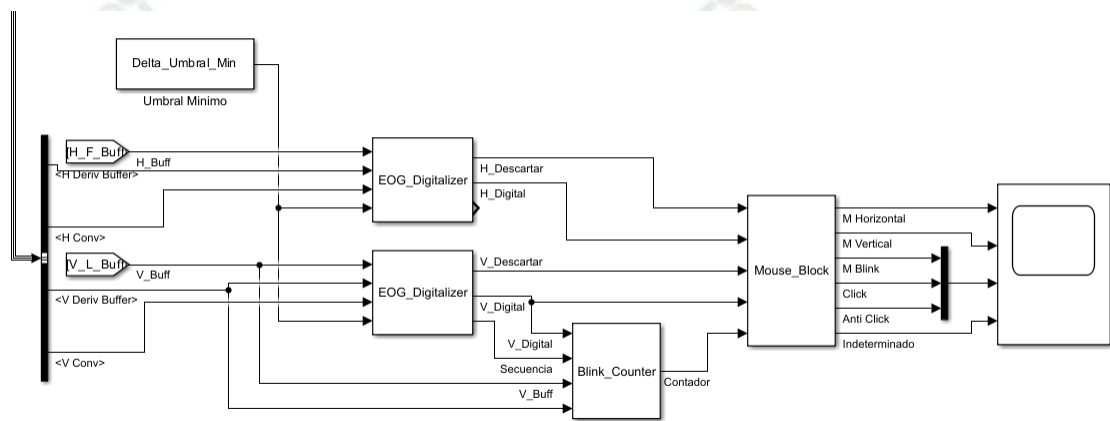 Delta_Umbral_Min
Umbral Minimo
[H_F_Buff
H_Buff
<H Deriv Buffer>
<H Conv>
EOG_Digitalizer
H_Descartar
H_Digital
[V_L_Buff
V_Buff
<V Deriv Buffer>
<V Conv>
EOG_Digitalizer
V_Descartar
V_Digital
V_Digital
Secuencia
V_Buff
Blink_Counter
Contador
Mouse_Block
M Horizontal
M Vertical
M Blink
Click
Anti Click
Indeterminado